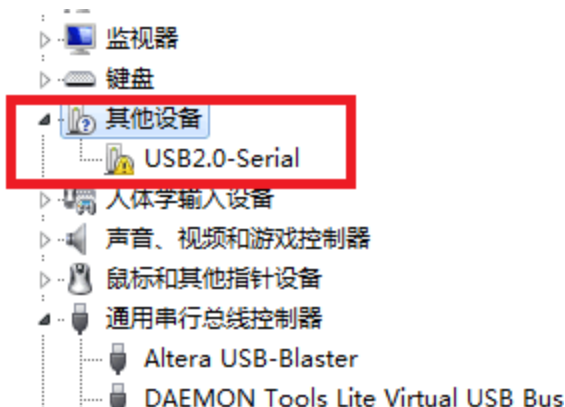 监视器
键盘
其他设备
USB2.0-Serial
人体学输入设备
声音、视频和游戏控制器
鼠标和其他指针设备
通用串行总线控制器
Altera USB-Blaster
DAEMON Tools Lite Virtual USB Bus